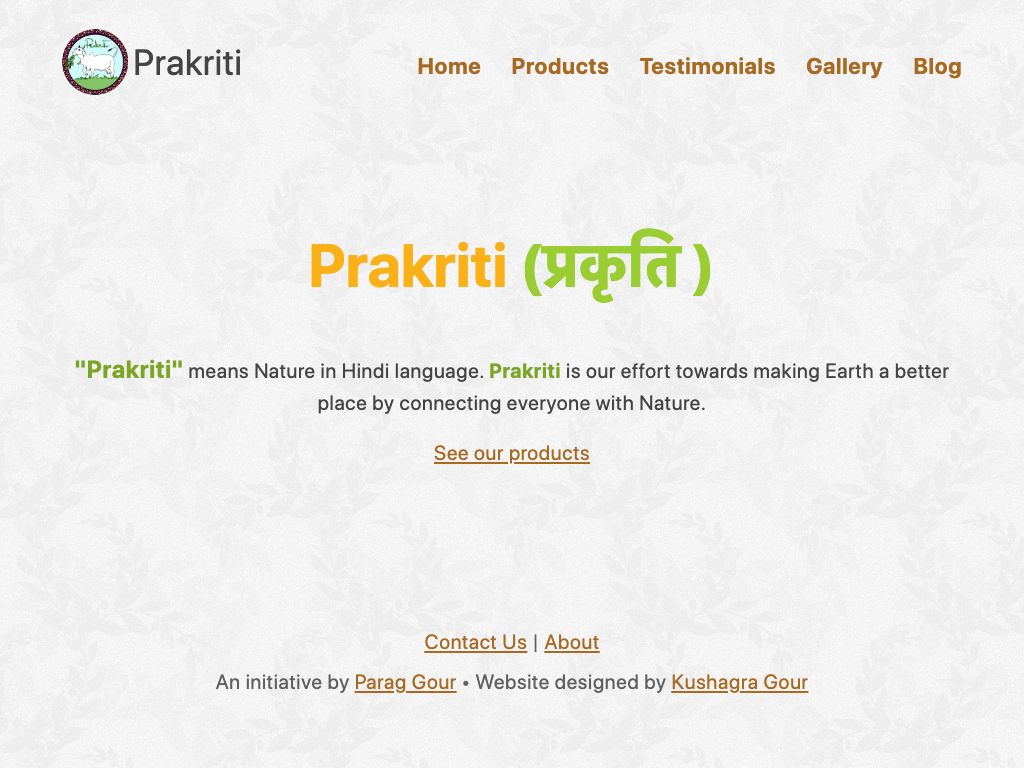 Prakriti
Home Products Testimonials Gallery Blog
Prakriti (प्रकृति )
"Prakriti" means Nature in Hindi language. Prakriti is our effort towards making Earth a better
place by connecting everyone with Nature.
See our products
Contact Us | About
An initiative by Parag Gour • Website designed by Kushagra Gour